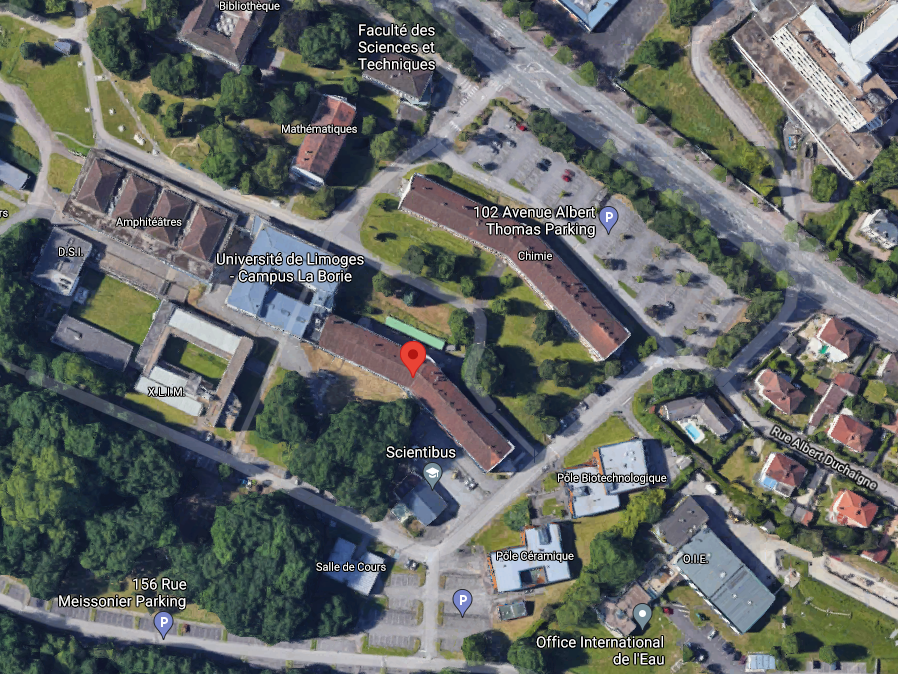 Bibliothèque
Faculté des
Sciences et
Techniques
Mathématiques
rs
Amphitéâtres
102 Avenue Albert
Thomas Parking
P
D.S.I.
Université de Limoges
- Campus La Borie
Chimie
X.L.I.M.
Rue Albert Duchaigne
Scientibus
Pôle Biotechnologique
Pôle Céramique
O.I.E.
Salle de Cours
156 Rue
Meissonier Parking
P
P
Office International
de l'Eau